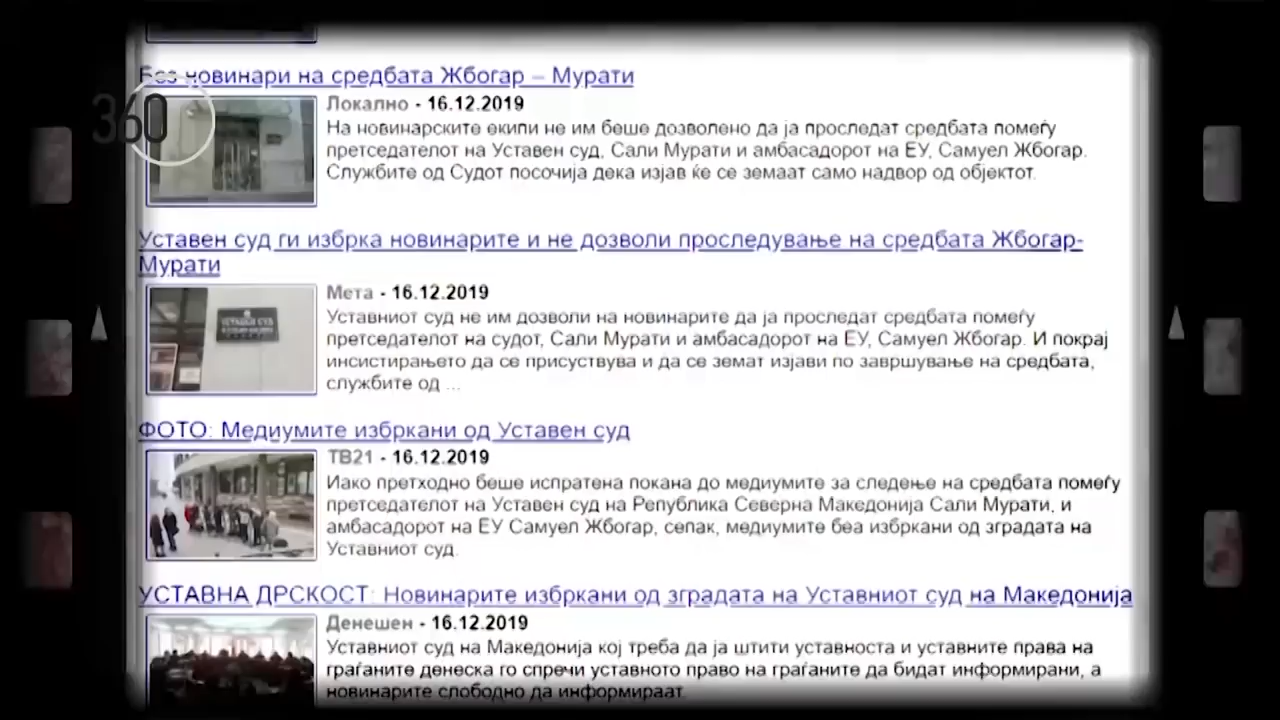 Без новинари на средбата Жбогар – Мурати
360
Локално - 16.12.2019
На новинарските екипи не им беше дозволено да ја проследат средбата помеѓу
претседателот на Уставен суд, Сали Мурати и амбасадорот на ЕУ, Самуел Жбогар.
Службите од Судот посочија дека изјав ќе се земаат само надвор од објектот.
Уставен суд ги избрка новинарите и не дозволи проследување на средбата Жбогар-
Мурати
УСТАВЕН СУД
Мета - 16.12.2019
Уставниот суд не им дозволи на новинарите да ја проследат средбата помеѓу
претседателот на судот, Сали Мурати и амбасадорот на ЕУ, Самуел Жбогар. И покрај
инсистирањето да се присуствува и да се земат изјави по завршување на средбата,
службите од ...
ФОТО: Медиумите избркани од Уставен суд
ТВ21 - 16.12.2019
Иако претходно беше испратена покана до медиумите за следење на средбата помеѓу
претседателот на Уставен суд на Република Северна Македонија Сали Мурати, и
амбасадорот на ЕУ Самуел Жбогар, сепак, медиумите беа избркани од зградата на
Уставниот суд.
УСТАВНА ДРСКОСТ: Новинарите избркани од зградата на Уставниот суд на Македонија
Денешен - 16.12.2019
Уставниот суд на Македонија кој треба да ја штити уставноста и уставните права на
граѓаните денеска го спречи уставното право на граѓаните да бидат информирани, а
новинарите слободно да информираат.